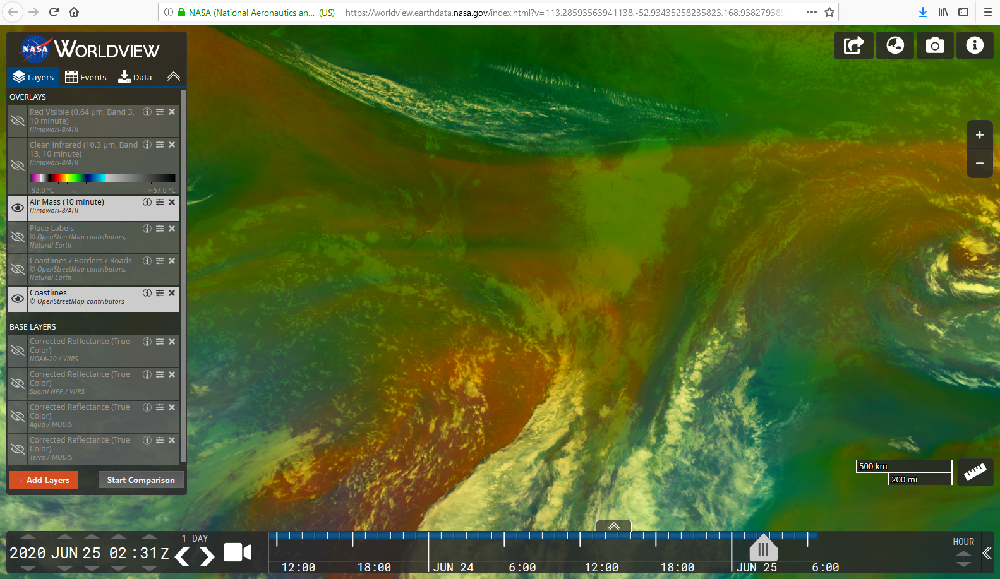 NASA (National Aeronautics an... (US)
https://worldview.earthdata.nasa.gov/index.html?v=113.28593563941138,-52.93435258235823,168.938279389
NASA WORLDVIEW
Layers Events Data
OVERLAYS
Red Visible (0.64 µm, Band 3,
10 minute)
Himawari-8/AHI
Clean Infrared (10.3 µm, Band
13, 10 minute)
Himawari-8/AHI
-92.0 °C > 57.0 °C
Air Mass (10 minute)
Himawari-8/AHI
Place Labels
© OpenStreetMap contributors,
Natural Earth
Coastlines / Borders / Roads
© OpenStreetMap contributors,
Natural Earth
Coastlines
© OpenStreetMap contributors
BASE LAYERS
Corrected Reflectance (True
Color)
NOAA-20 / VIIRS
Corrected Reflectance (True
Color)
Suomi NPP / VIIRS
Corrected Reflectance (True
Color)
Aqua / MODIS
Corrected Reflectance (True
Color)
Terra / MODIS
+ Add Layers Start Comparison
500 km
200 mi
1 DAY
2020 JUN 25 02 :31 Z
12:00 18:00 JUN 24 6:00 12:00 18:00 JUN 25 6:00
HOUR